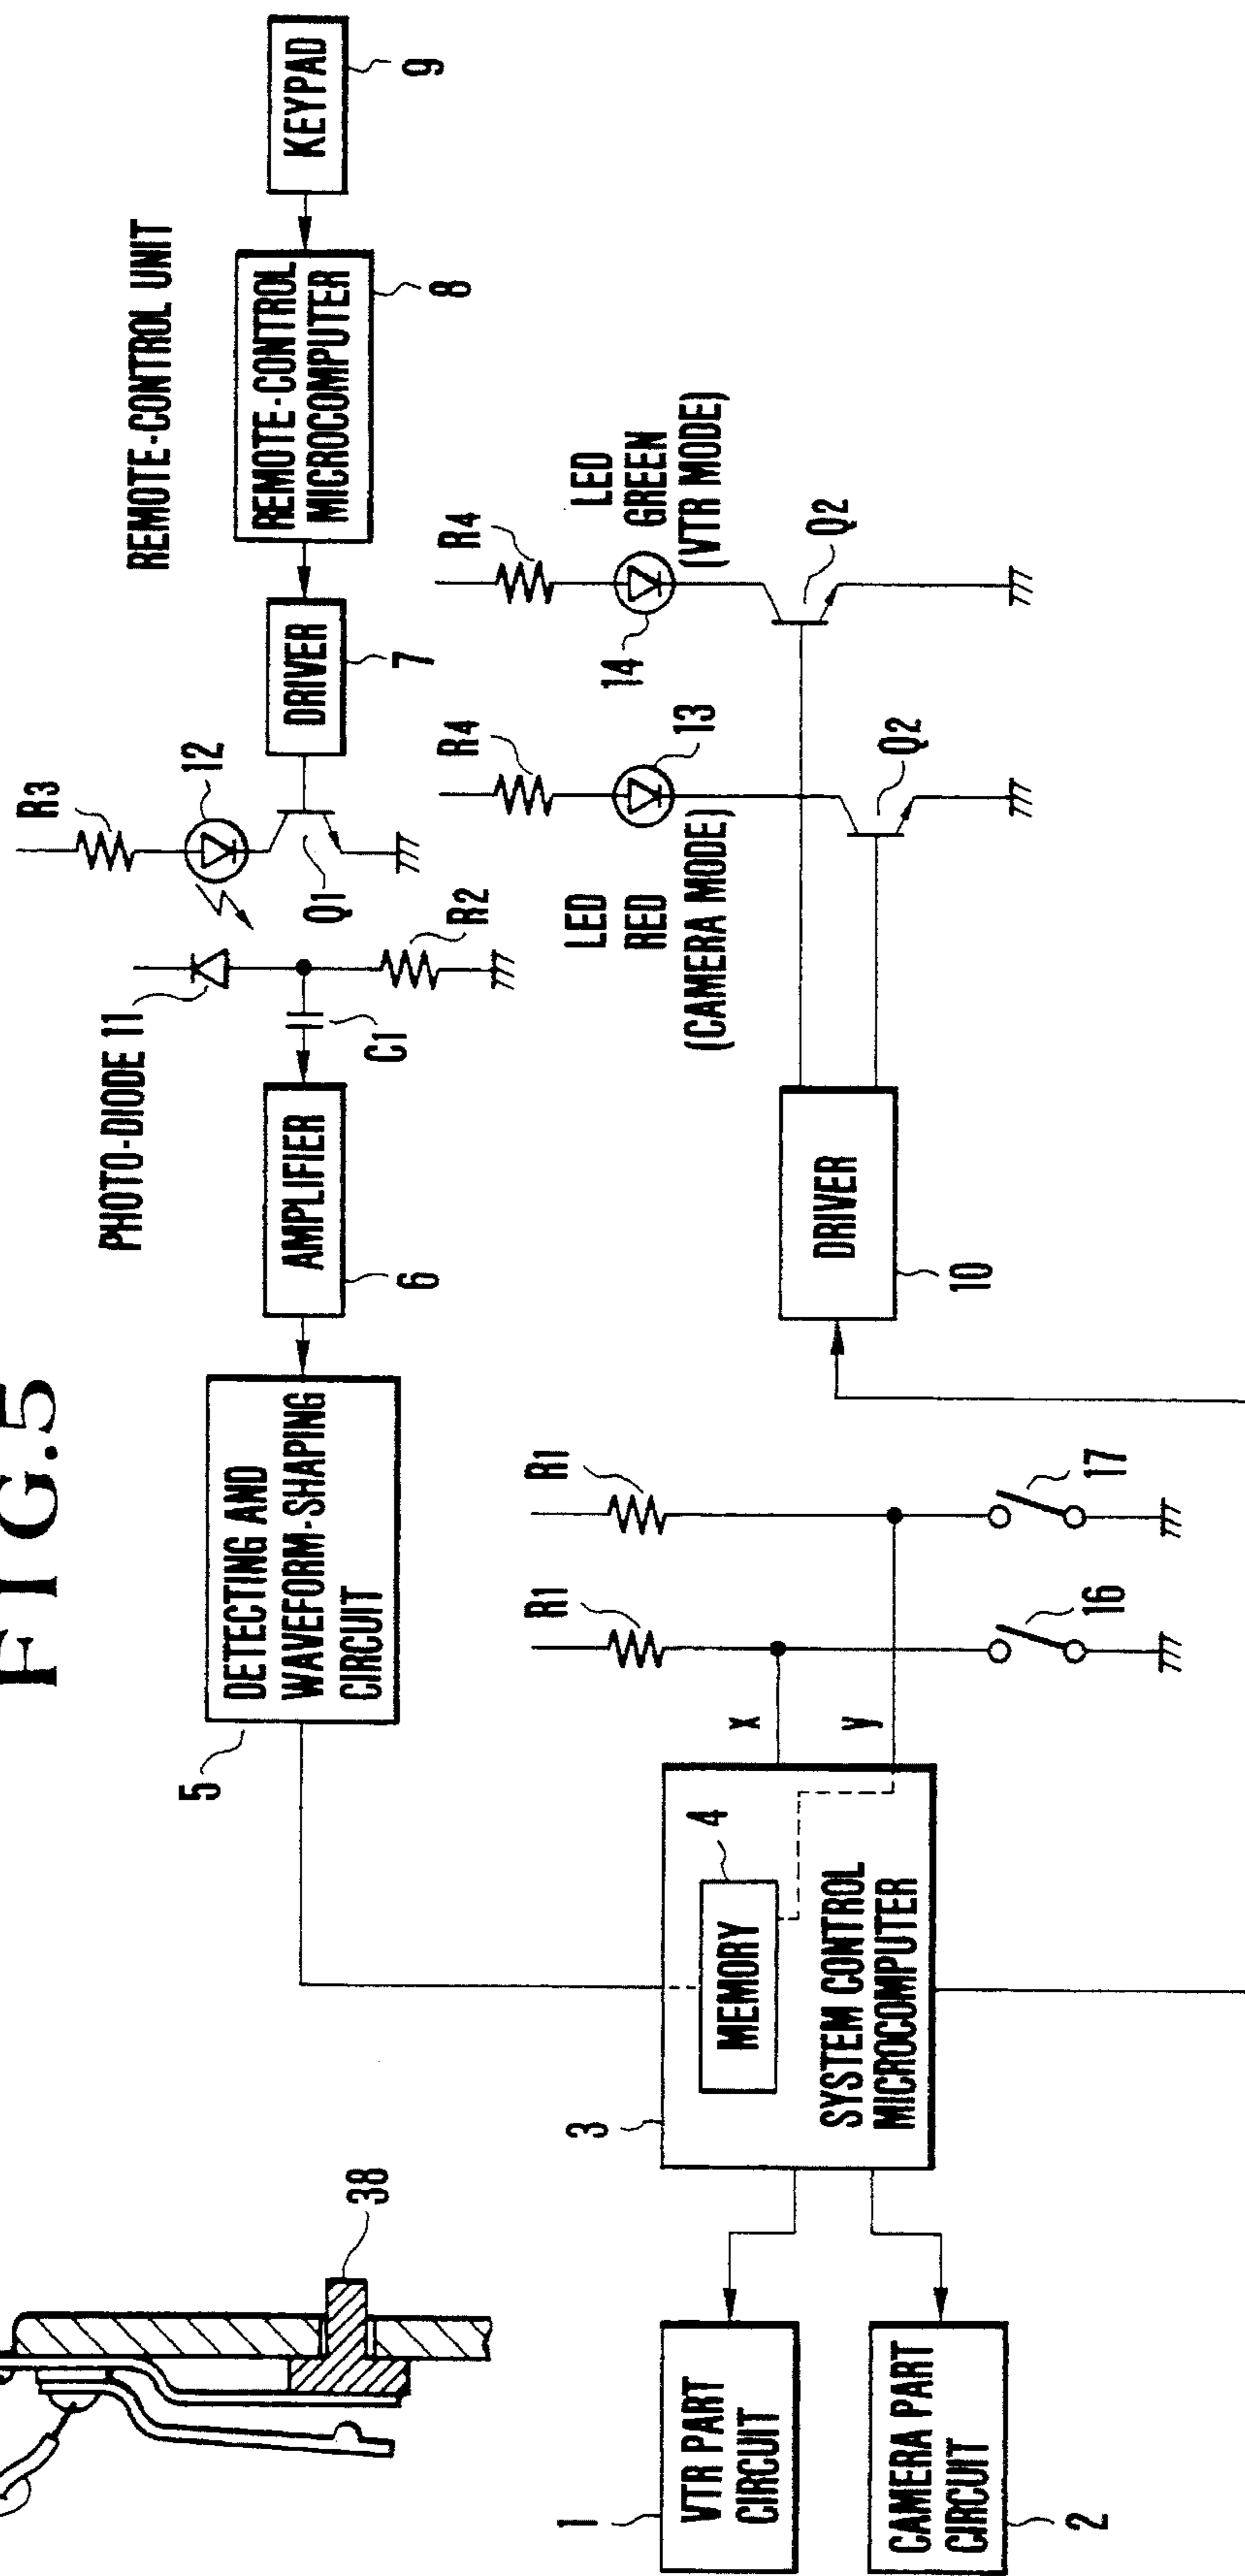 FIG.5
REMOTE-CONTROL UNIT
KEYPAD
9
REMOTE-CONTROL
MICROCOMPUTER
8
DRIVER
7
R3
12
Q1
PHOTO-DIODE 11
R2
C1
AMPLIFIER
6
DETECTING AND
WAVEFORM-SHAPING
CIRCUIT
5
R4
LED
GREEN
(VTR MODE)
14
Q2
R4
13
LED
RED
(CAMERA MODE)
Q2
DRIVER
10
R1
17
R1
16
x
y
MEMORY
4
SYSTEM CONTROL
MICROCOMPUTER
3
VTR PART
CIRCUIT
1
CAMERA PART
CIRCUIT
2
38